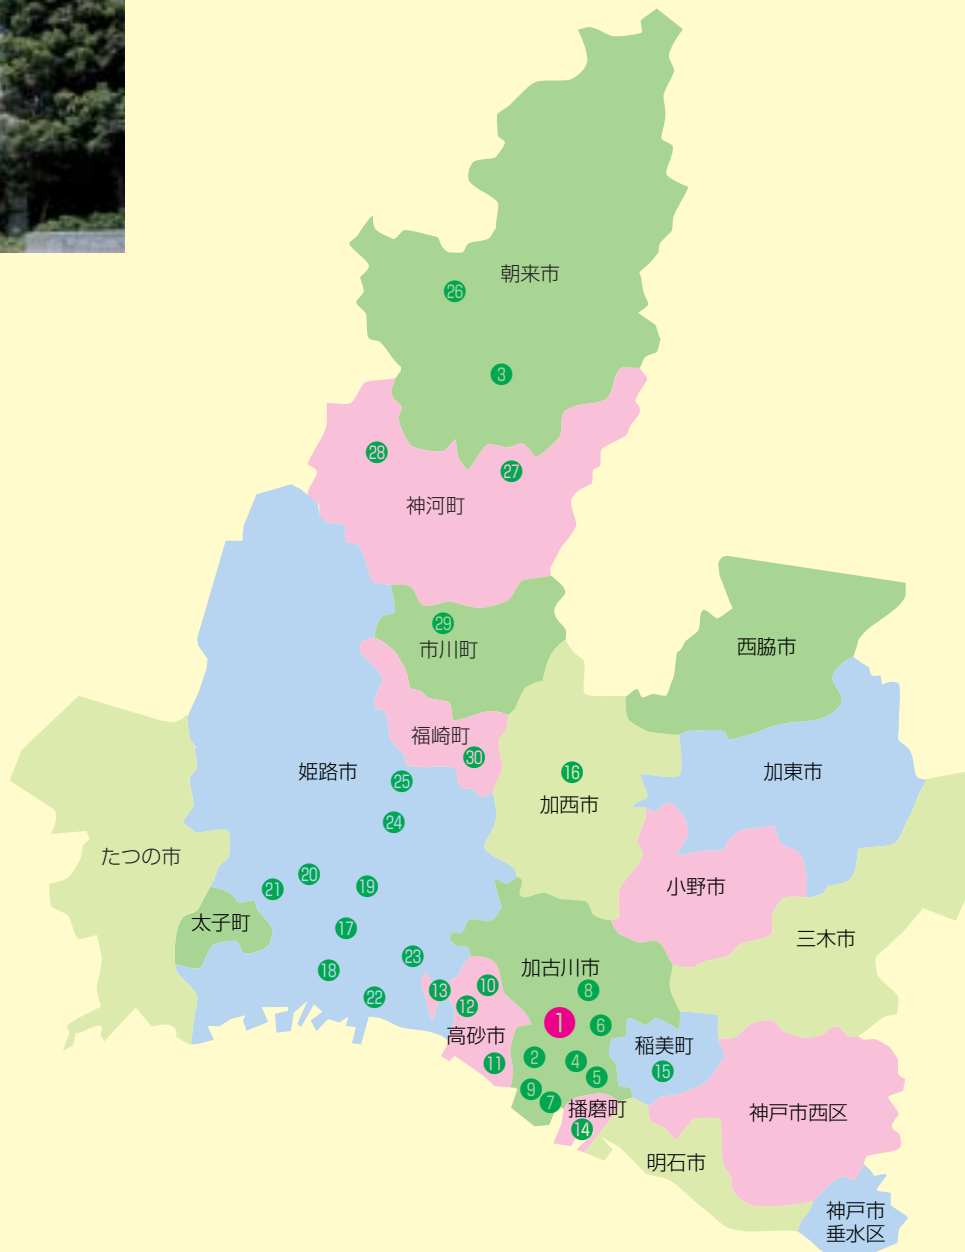 朝来市
㉖
③
㉘
㉗
神河町
㉙
市川町
西脇市
福崎町
㉚
姫路市
㉕
⑯
加西市
加東市
㉔
たつの市
⑳
㉑
⑲
小野市
太子町
⑰
三木市
㉓
加古川市
⑱
⑬
⑩
⑧
㉒
⑫
①
⑥
高砂市
稲美町
②
④
⑪
⑤
⑮
⑨
⑦
播磨町
神戸市西区
⑭
明石市
神戸市
垂水区